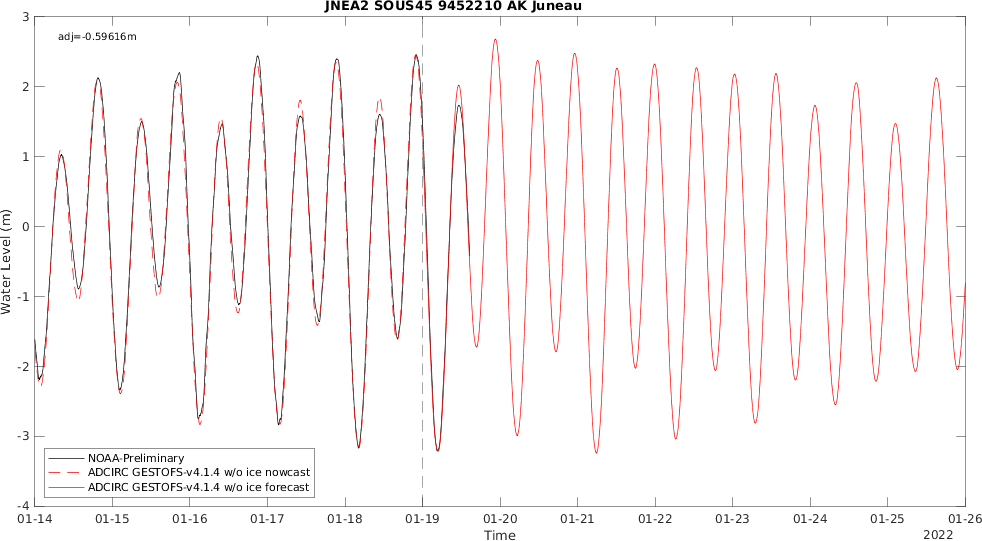 JNEA2 SOUS45 9452210 AK Juneau
adj=-0.59616m
3
2
1
0
-1
-2
-3
-4
Water Level (m)
NOAA-Preliminary
ADCIRC GESTOFS-v4.1.4 w/o ice nowcast
ADCIRC GESTOFS-v4.1.4 w/o ice forecast
01-14 01-15 01-16 01-17 01-18 01-19 01-20 01-21 01-22 01-23 01-24 01-25 01-26
Time
2022